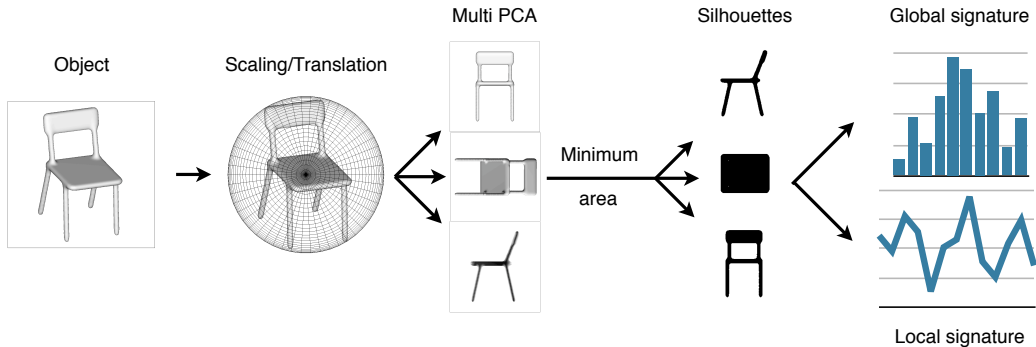 Object
Scaling/Translation
Multi PCA
Minimum
area
Silhouettes
Global signature
Local signature